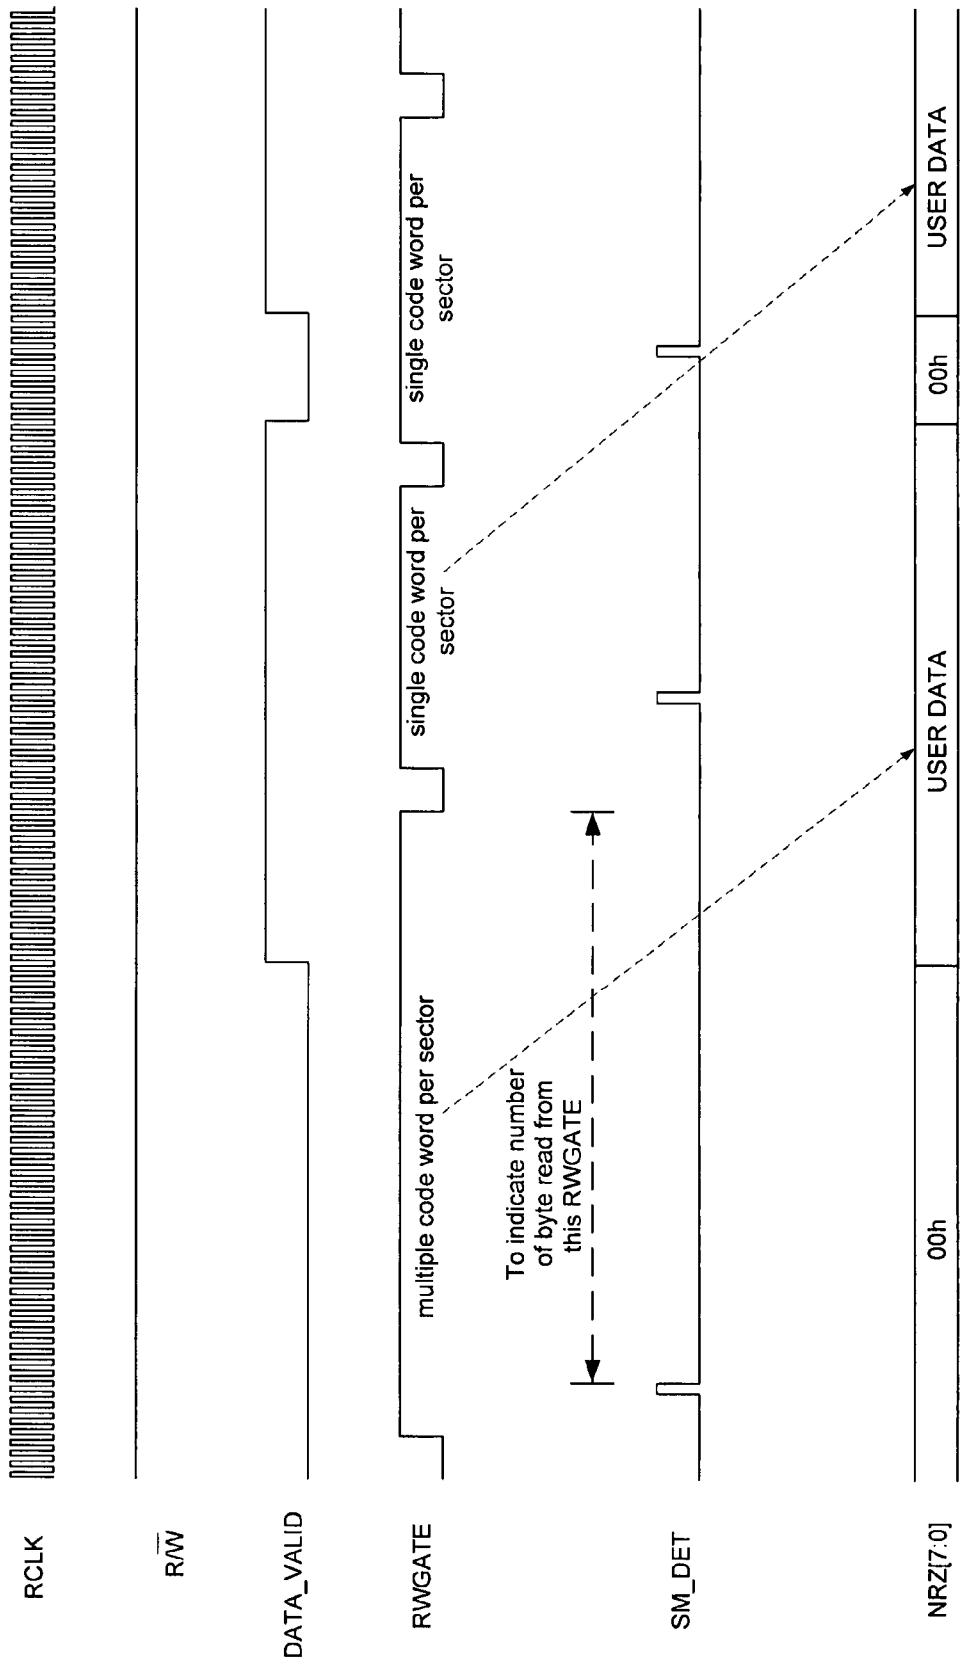 RCLK
R/W̅
DATA_VALID
RWGATE
multiple code word per sector
single code word per
sector
single code word per
sector
To indicate number
of byte read from
this RWGATE
SM_DET
NRZ[7:0]
00h
USER DATA
00h
USER DATA